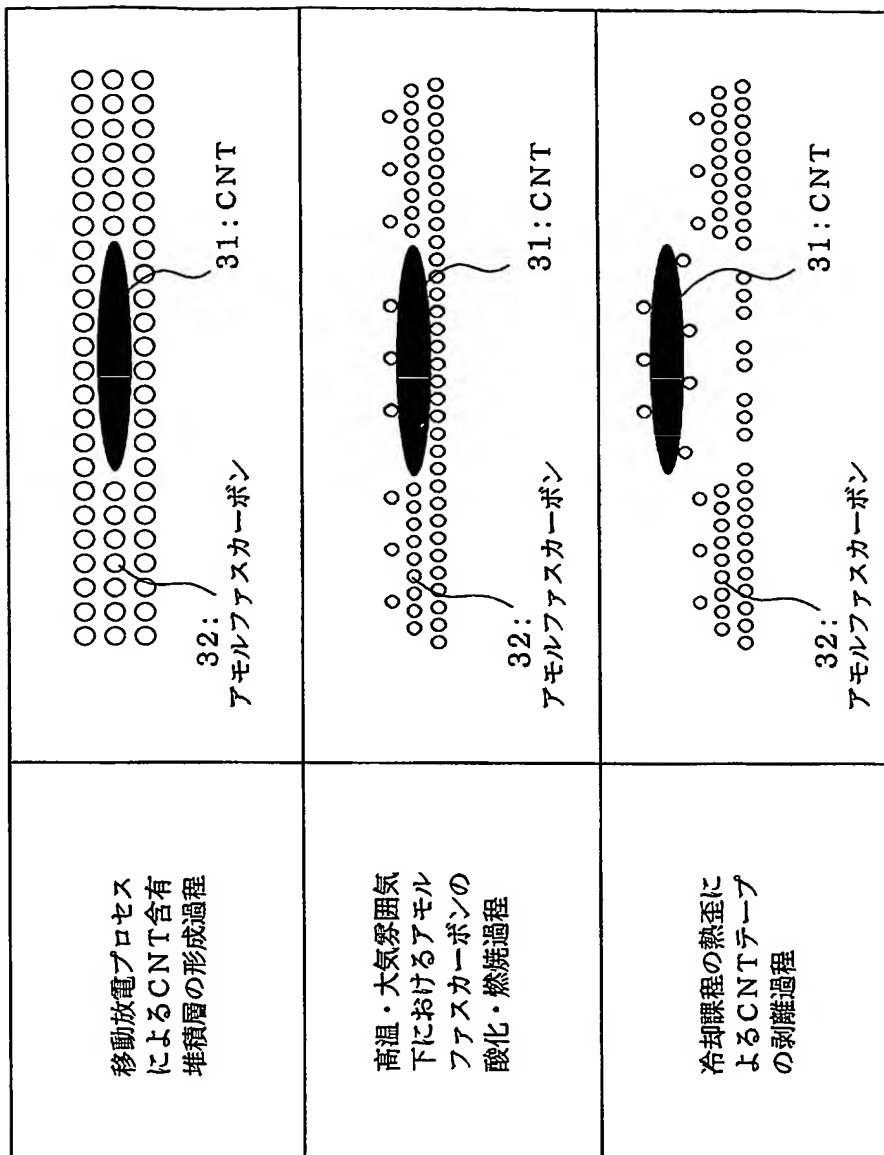 移動放電プロセス
によるCNT含有
堆積層の形成過程
32:
アモルファスカーボン
31:CNT
高温・大気雰囲気
下におけるアモル
ファスカーボンの
酸化・燃焼過程
32:
アモルファスカーボン
31:CNT
冷却課程の熱歪に
よるCNTテープ
の剥離過程
32:
アモルファスカーボン
31:CNT